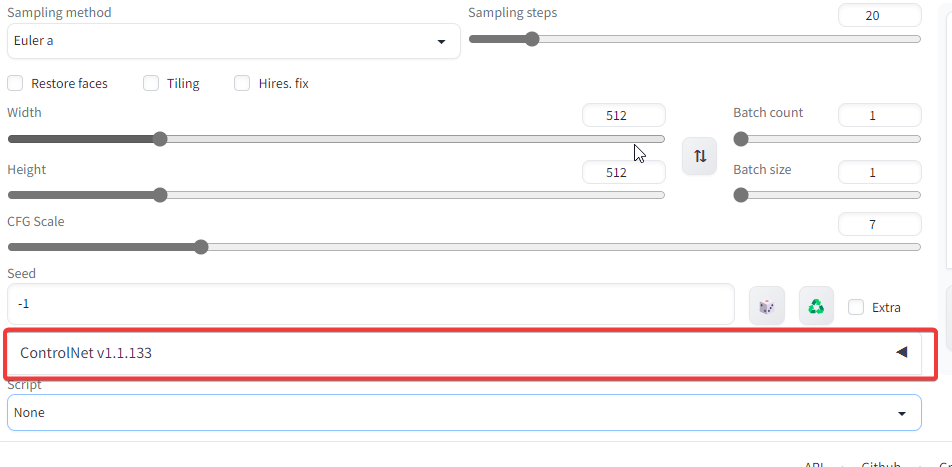 Sampling method
Sampling steps
20
Euler a
Restore faces
Tiling
Hires. fix
Width
512
Batch count
1
Height
512
Batch size
1
CFG Scale
7
Seed
-1
Extra
ControlNet v1.1.133
Script
None
API
Github